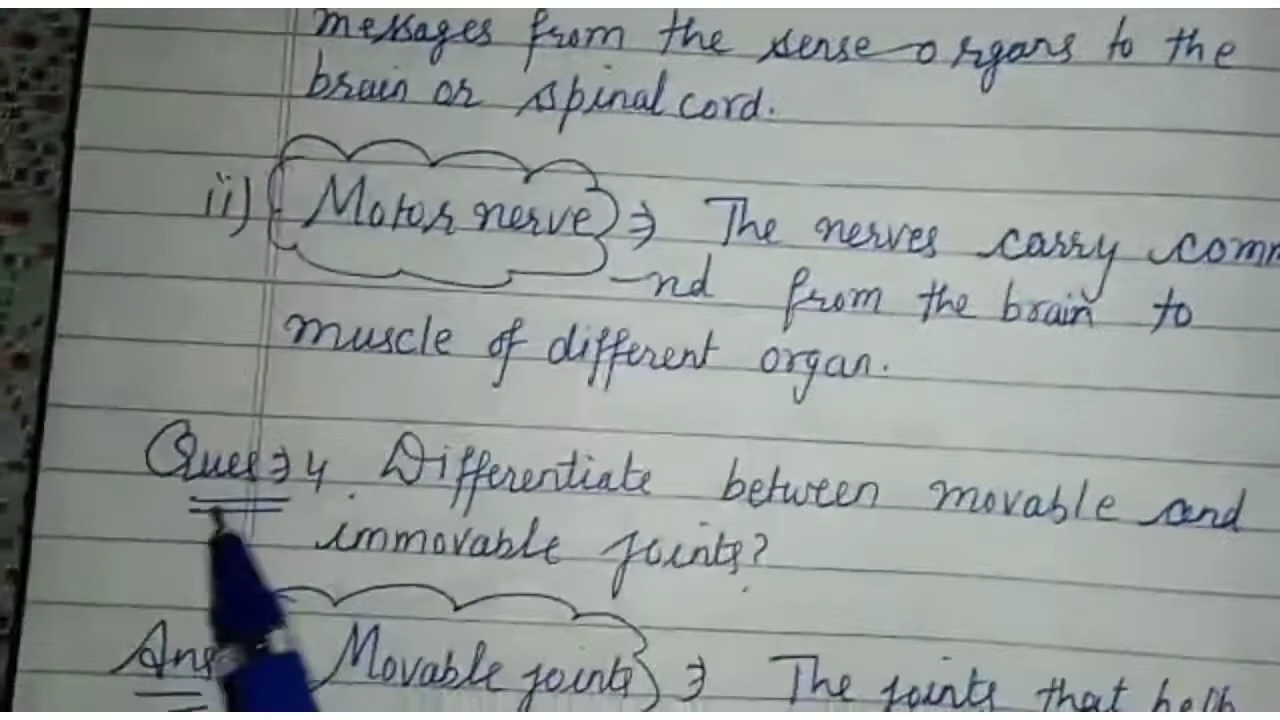 messages from the sense organs to the
brain or spinal cord.
ii) Motor nerve ⇒ The nerves carry comm
-nd from the brain to
muscle of different organ.
Ques ⇒ 4. Differentiate between movable and
immovable joints?
Ans Movable joints ⇒ The joints that help